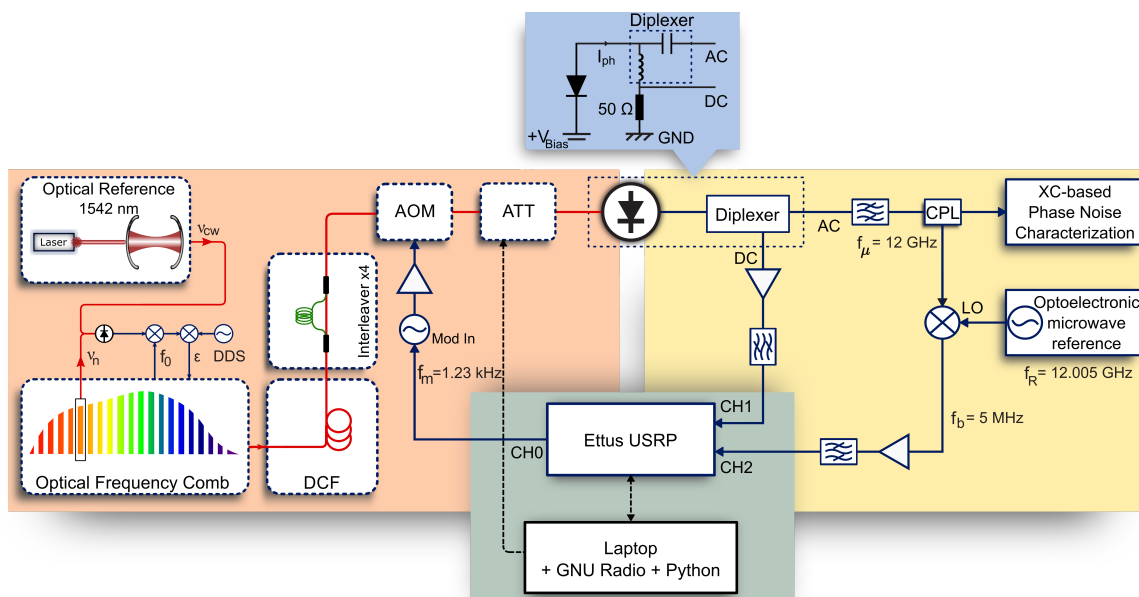 Diplexer
I_ph
AC
DC
50 Ω
+V_Bias
GND
Optical Reference
1542 nm
Laser
ν_cw
AOM
ATT
Diplexer
AC
CPL
XC-based
Phase Noise
Characterization
f_μ = 12 GHz
DC
Interleaver x4
Mod In
LO
Optoelectronic
microwave
reference
f_R = 12.005 GHz
ν_n
f_0
ε
DDS
f_m=1.23 kHz
Optical Frequency Comb
DCF
CH0
Ettus USRP
CH1
CH2
f_b = 5 MHz
Laptop
+ GNU Radio + Python